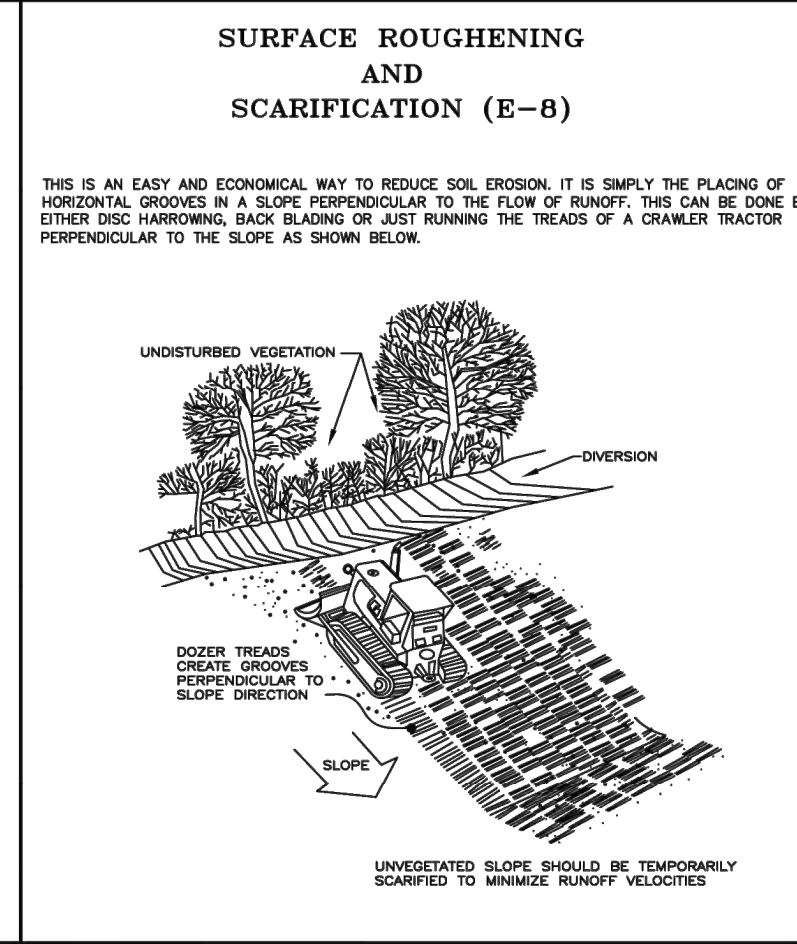 SURFACE ROUGHENING
AND
SCARIFICATION (E-8)
THIS IS AN EASY AND ECONOMICAL WAY TO REDUCE SOIL EROSION. IT IS SIMPLY THE PLACING OF
HORIZONTAL GROOVES IN A SLOPE PERPENDICULAR TO THE FLOW OF RUNOFF. THIS CAN BE DONE
EITHER DISC HARROWING, BACK BLADING OR JUST RUNNING THE TREADS OF A CRAWLER TRACTOR
PERPENDICULAR TO THE SLOPE AS SHOWN BELOW.
UNDISTURBED VEGETATION
DIVERSION
DOZER TREADS
CREATE GROOVES
PERPENDICULAR TO
SLOPE DIRECTION
SLOPE
UNVEGETATED SLOPE SHOULD BE TEMPORARILY
SCARIFIED TO MINIMIZE RUNOFF VELOCITIES